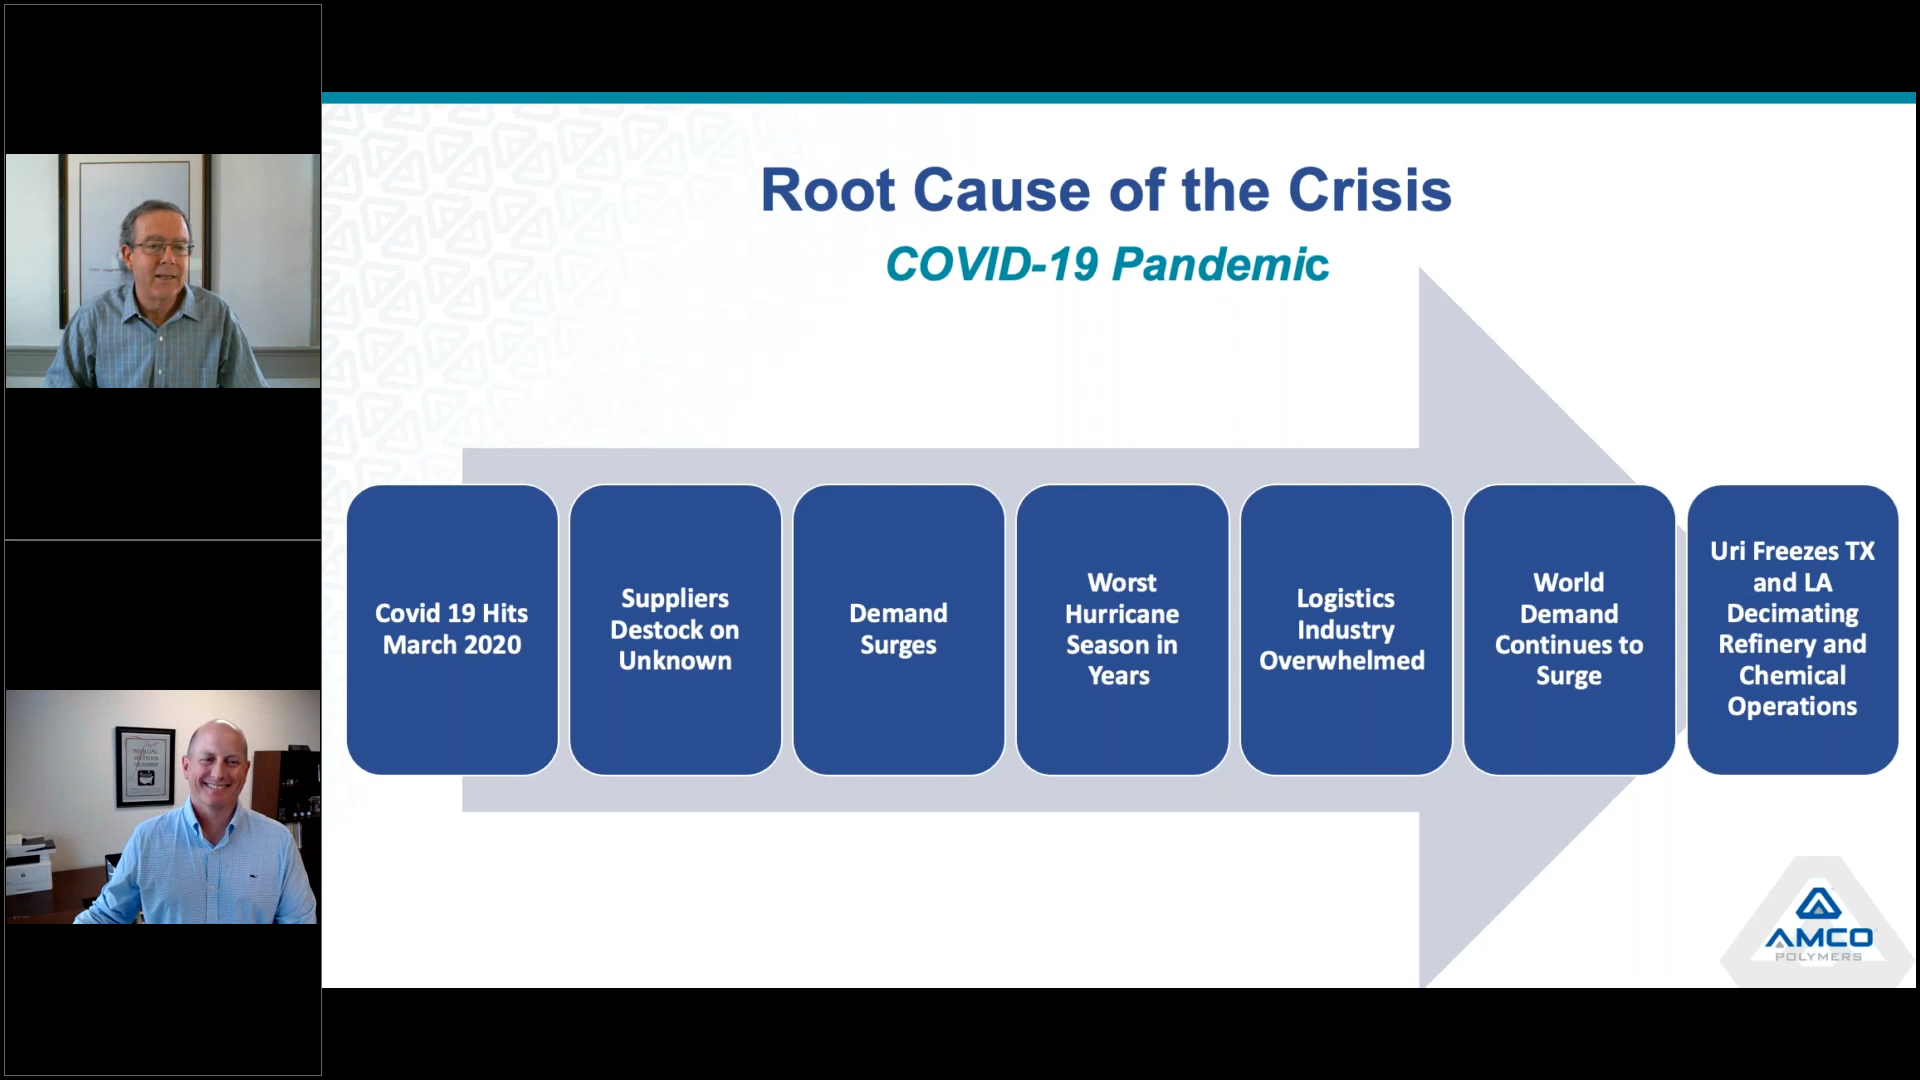 Root Cause of the Crisis
COVID-19 Pandemic
Covid 19 Hits
March 2020
Suppliers
Destock on
Unknown
Demand
Surges
Worst
Hurricane
Season in
Years
Logistics
Industry
Overwhelmed
World
Demand
Continues to
Surge
Uri Freezes TX
and LA
Decimating
Refinery and
Chemical
Operations
AMCO
POLYMERS
ANNUAL